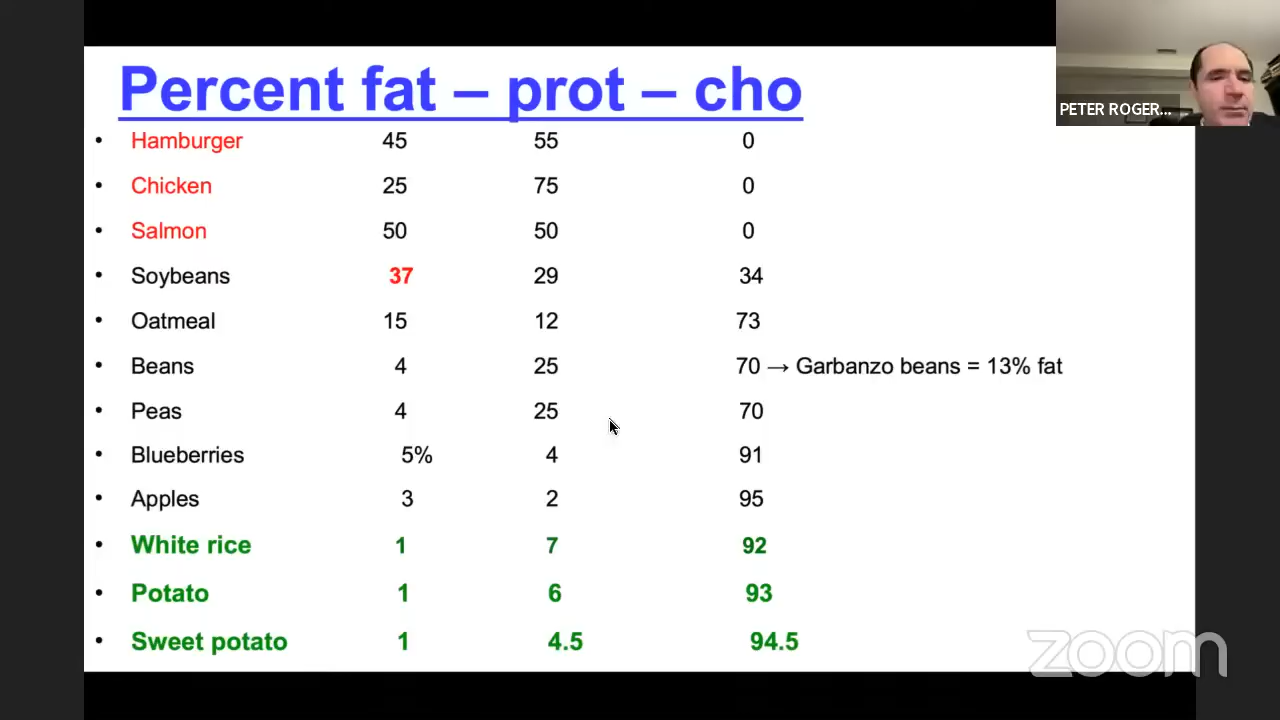 Percent fat – prot – cho
PETER ROGER...
• Hamburger 45 55 0
• Chicken 25 75 0
• Salmon 50 50 0
• Soybeans 37 29 34
• Oatmeal 15 12 73
• Beans 4 25 70 → Garbanzo beans = 13% fat
• Peas 4 25 70
• Blueberries 5% 4 91
• Apples 3 2 95
• White rice 1 7 92
• Potato 1 6 93
• Sweet potato 1 4.5 94.5
zoom